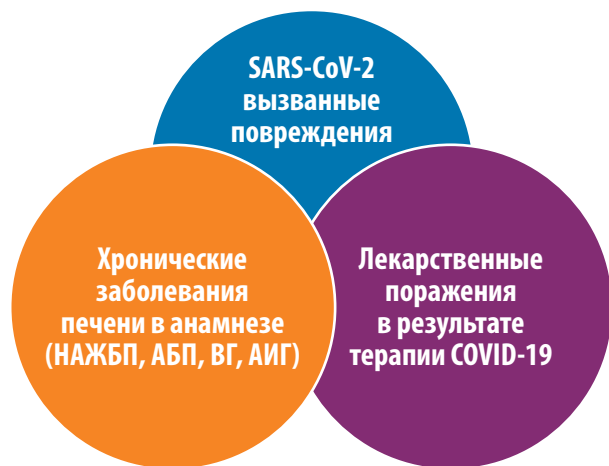 SARS-CoV-2
вызванные
повреждения
Хронические
заболевания
печени в анамнезе
(НАЖБП, АБП, ВГ, АИГ)
Лекарственные
поражения
в результате
терапии COVID-19